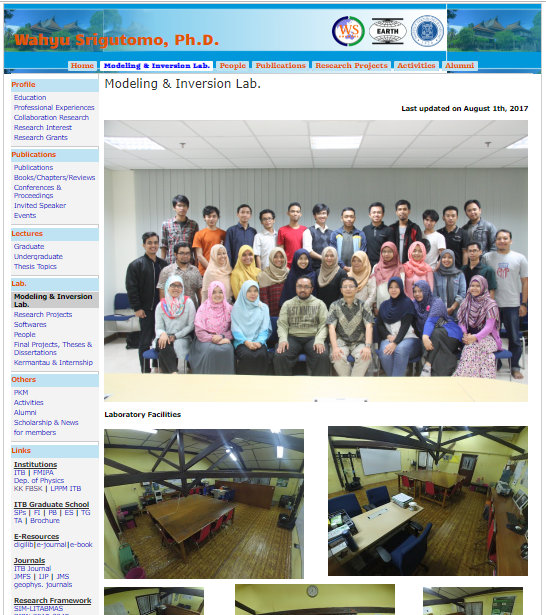 Wahyu Srigutomo, Ph.D.
WS
EARTH
Home Modeling & Inversion Lab. People Publications Research Projects Activities Alumni
Profile
Education
Professional Experiences
Collaboration Research
Research Interest
Research Grants
Publications
Publications
Books/Chapters/Reviews
Conferences &
Proceedings
Invited Speaker
Events
Lectures
Graduate
Undergraduate
Thesis Topics
Lab.
Modeling & Inversion
Lab.
Research Projects
Softwares
People
Final Projects, Theses &
Dissertations
Kermantau & Internship
Others
PKM
Activities
Alumni
Scholarship & News
for members
Links
Institutions
ITB | FMIPA
Dep. of Physics
KK FBSK | LPPM ITB
ITB Graduate School
SPs | FI | PB | ES | TG
TA | Brochure
E-Resources
digilib|e-journal|e-book
Journals
ITB Journal
JMFS | IJP | JMS
geophys. journals
Research Framework
SIM-LITABMAS
Modeling & Inversion Lab.
Last updated on August 1th, 2017
Laboratory Facilities